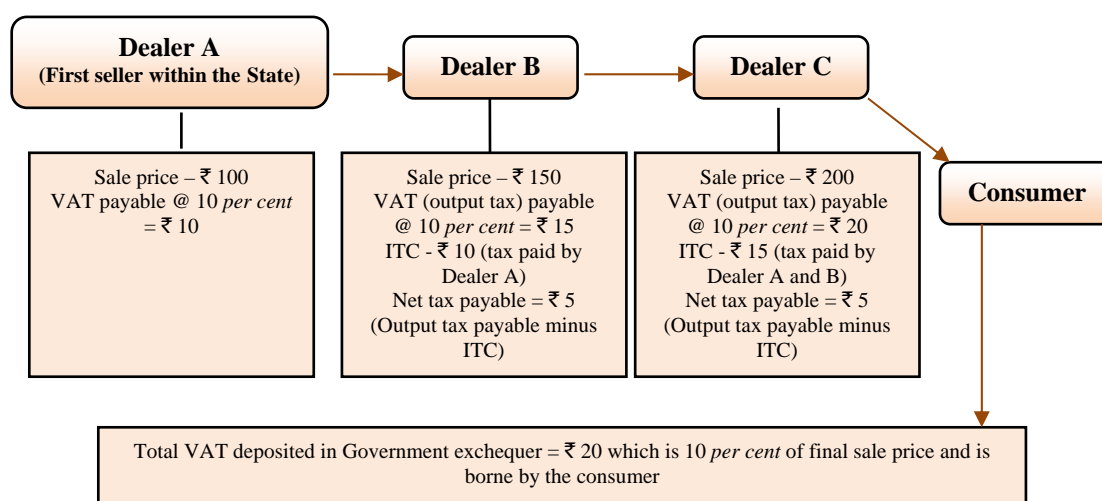 Dealer A
(First seller within the State)
Dealer B
Dealer C
Sale price – ₹ 100
VAT payable @ 10 per cent
= ₹ 10
Sale price – ₹ 150
VAT (output tax) payable
@ 10 per cent = ₹ 15
ITC - ₹ 10 (tax paid by
Dealer A)
Net tax payable = ₹ 5
(Output tax payable minus
ITC)
Sale price – ₹ 200
VAT (output tax) payable
@ 10 per cent = ₹ 20
ITC - ₹ 15 (tax paid by
Dealer A and B)
Net tax payable = ₹ 5
(Output tax payable minus
ITC)
Consumer
Total VAT deposited in Government exchequer = ₹ 20 which is 10 per cent of final sale price and is
borne by the consumer